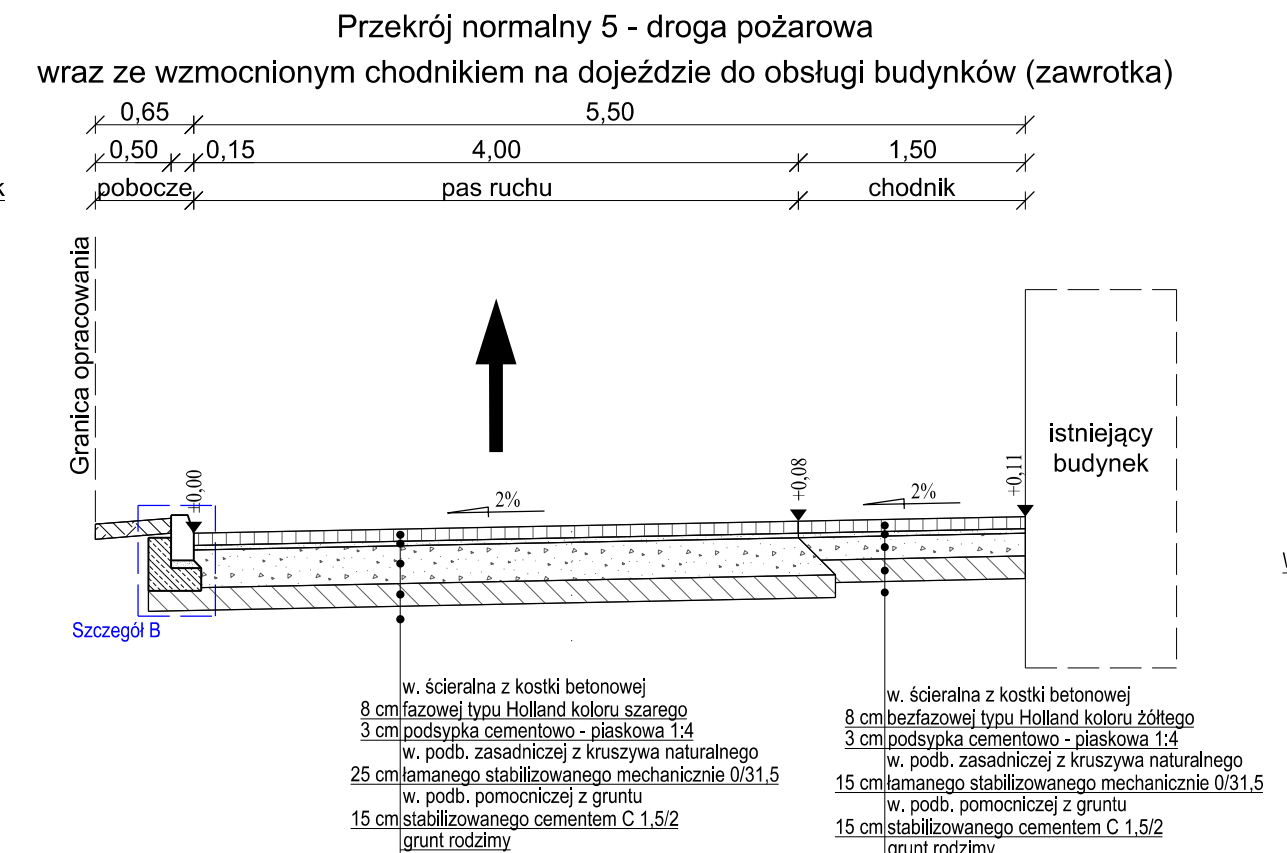 Przekrój normalny 5 - droga pożarowa
wraz ze wzmocnionym chodnikiem na dojeździe do obsługi budynków (zawrotka)
0,65 5,50
0,50 0,15 4,00 1,50
pobocze pas ruchu chodnik
Granica opracowania
istniejący
budynek
±0,00 2% +0,08 2% +0,11
Szczegół B
w. ścieralna z kostki betonowej
8 cm fazowej typu Holland koloru szarego
3 cm podsypka cementowo - piaskowa 1:4
w. podb. zasadniczej z kruszywa naturalnego
25 cm łamanego stabilizowanego mechanicznie 0/31,5
w. podb. pomocniczej z gruntu
15 cm stabilizowanego cementem C 1,5/2
grunt rodzimy
w. ścieralna z kostki betonowej
8 cm bezfazowej typu Holland koloru żółtego
3 cm podsypka cementowo - piaskowa 1:4
w. podb. zasadniczej z kruszywa naturalnego
15 cm łamanego stabilizowanego mechanicznie 0/31,5
w. podb. pomocniczej z gruntu
15 cm stabilizowanego cementem C 1,5/2
grunt rodzimy